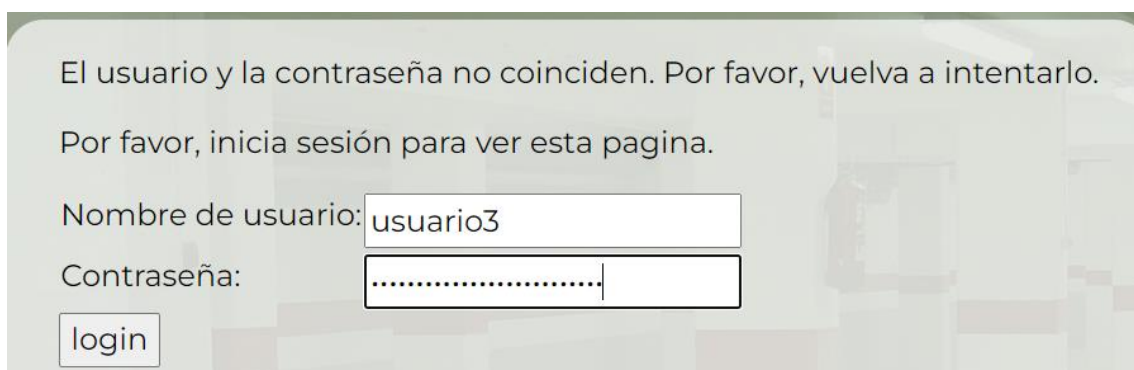 El usuario y la contraseña no coinciden. Por favor, vuelva a intentarlo.
Por favor, inicia sesión para ver esta pagina.
Nombre de usuario: usuario3
Contraseña: ..........................
login